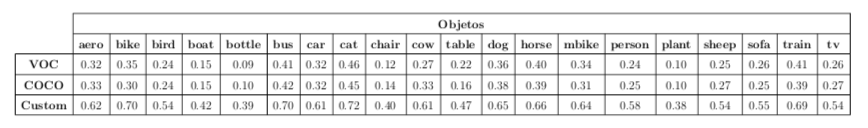 Objetos
aero bike bird boat bottle bus car cat chair cow table dog horse mbike person plant sheep sofa train tv
VOC 0.32 0.35 0.24 0.15 0.09 0.41 0.32 0.46 0.12 0.27 0.22 0.36 0.40 0.34 0.24 0.10 0.25 0.26 0.41 0.26
COCO 0.33 0.30 0.24 0.15 0.10 0.42 0.32 0.45 0.14 0.33 0.16 0.38 0.39 0.31 0.25 0.10 0.27 0.25 0.39 0.27
Custom 0.62 0.70 0.54 0.42 0.39 0.70 0.61 0.72 0.40 0.61 0.47 0.65 0.66 0.64 0.58 0.38 0.54 0.55 0.69 0.54